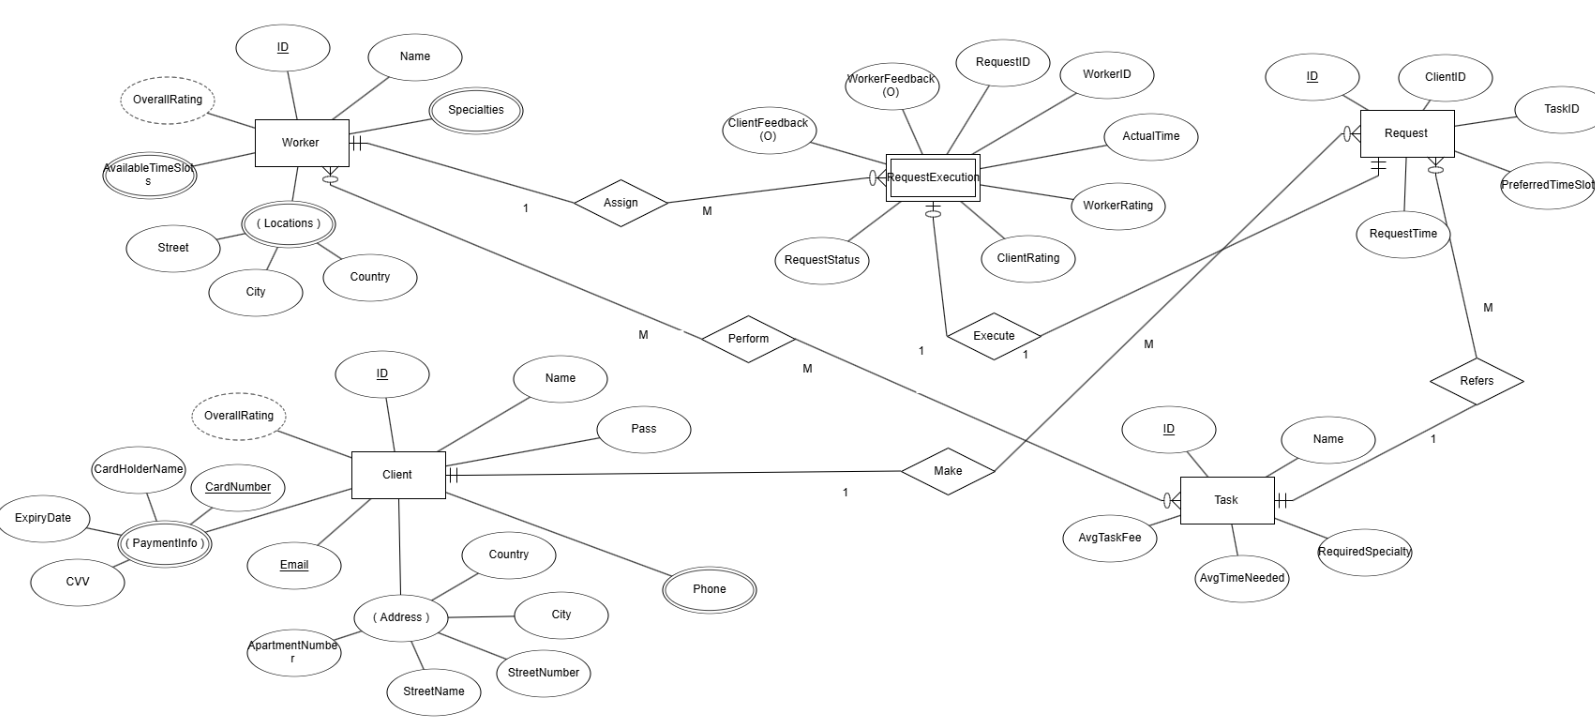 ID
Name
OverallRating
Specialties
Worker
AvailableTimeSlot
s
( Locations )
Street
City
Country
1
Assign
M
WorkerFeedback
(O)
RequestID
WorkerID
ClientFeedback
(O)
ActualTime
RequestExecution
WorkerRating
RequestStatus
ClientRating
ID
ClientID
TaskID
Request
PreferredTimeSlot
RequestTime
M
Perform
M
1
Execute
1
M
M
Refers
1
ID
Name
OverallRating
Pass
Client
CardHolderName
CardNumber
ExpiryDate
( PaymentInfo )
CVV
Email
1
Make
Country
( Address )
City
ApartmentNumbe
r
StreetNumber
StreetName
Phone
ID
Name
Task
AvgTaskFee
RequiredSpecialty
AvgTimeNeeded